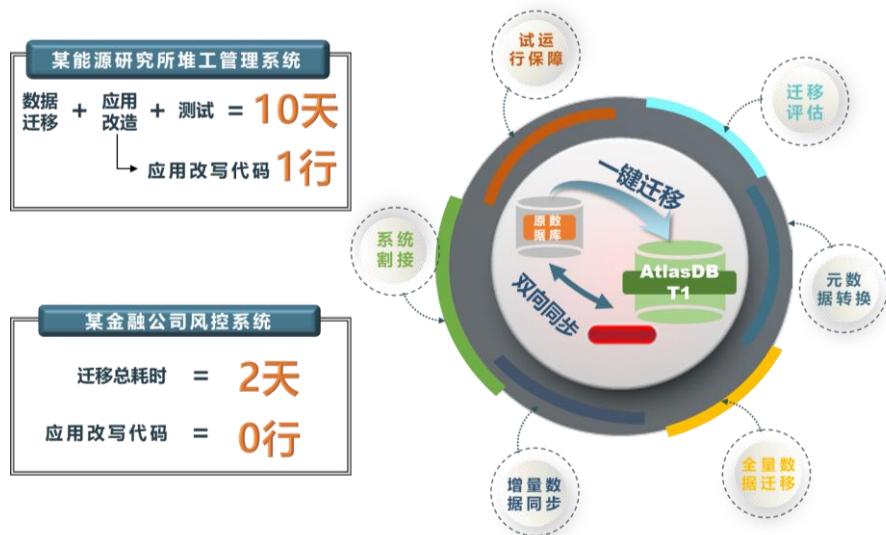 某能源研究所堆工管理系统
数据
迁移
+
应用
改造
+
测试
=
10天
应用改写代码
1行
某金融公司风控系统
迁移总耗时 = 2天
应用改写代码 = 0行
试运
行保障
迁移
评估
元数
据转换
全量数
据迁移
增量数
据同步
系统
割接
一键迁移
原数
据库
AtlasDB
T1
双向同步